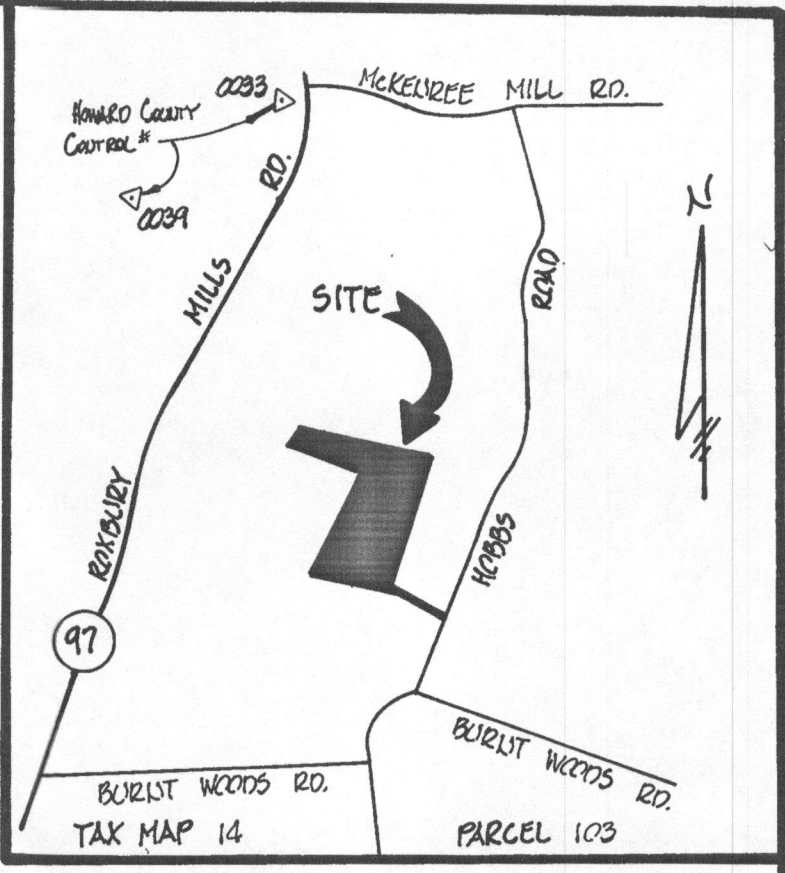 0033
McKENDREE MILL RD.
HOWARD COUNTY
CONTROL #
0039
N
ROXBURY MILLS RD.
SITE
HOBBS ROAD
97
BURNT WOODS RD.
BURNT WOODS RD.
TAX MAP 14
PARCEL 103